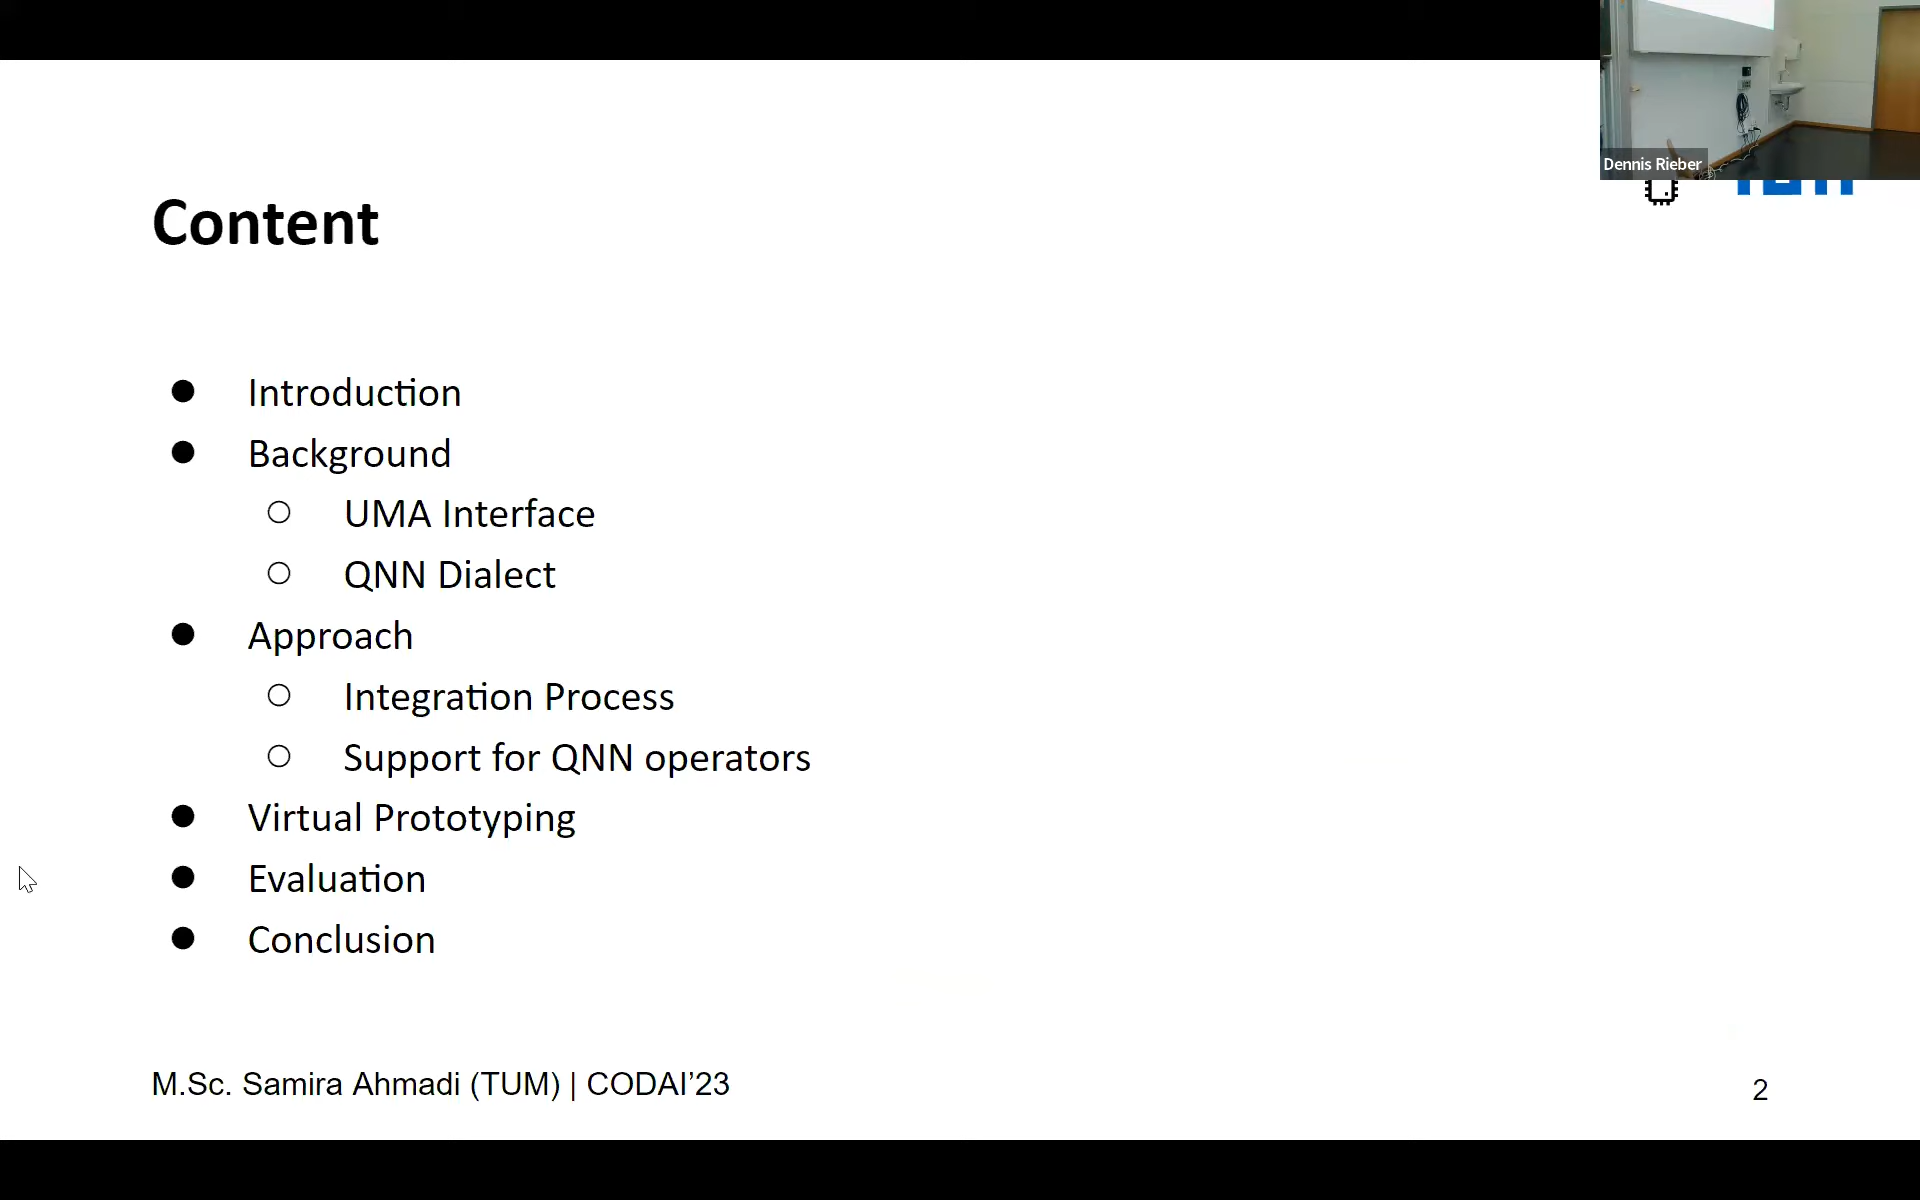 Dennis Rieber
Content
● Introduction
● Background
○ UMA Interface
○ QNN Dialect
● Approach
○ Integration Process
○ Support for QNN operators
● Virtual Prototyping
● Evaluation
● Conclusion
M.Sc. Samira Ahmadi (TUM) | CODAI’23
2